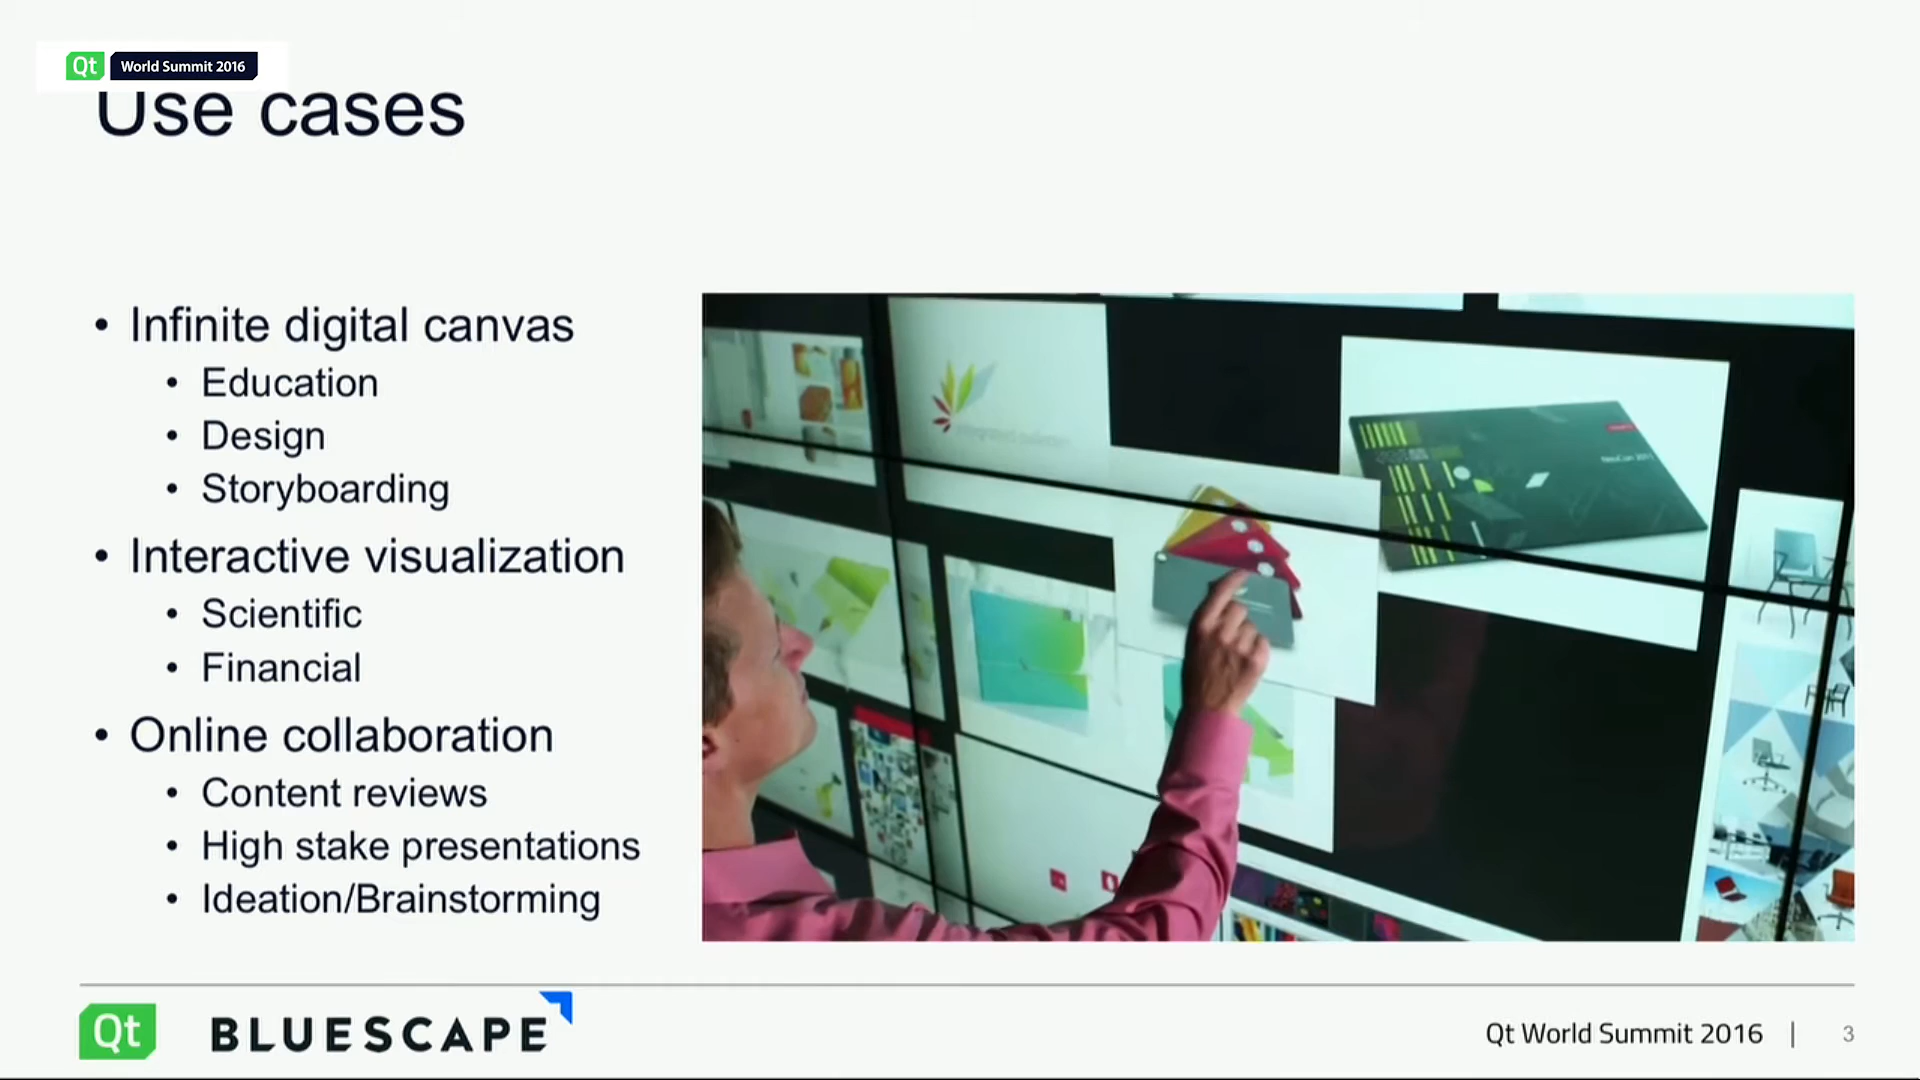 Qt World Summit 2016
Use cases
• Infinite digital canvas
• Education
• Design
• Storyboarding
• Interactive visualization
• Scientific
• Financial
• Online collaboration
• Content reviews
• High stake presentations
• Ideation/Brainstorming
Qt BLUESCAPE
Qt World Summit 2016 | 3